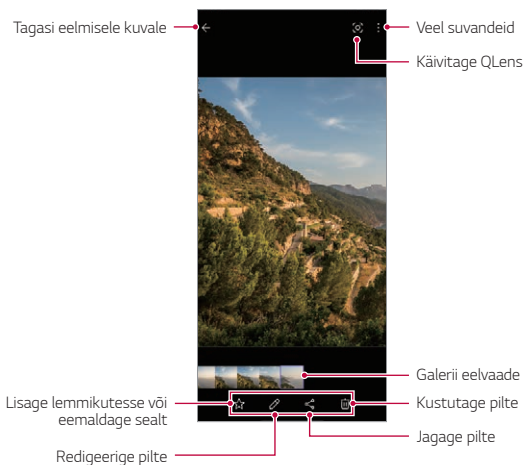 Tagasi eelmisele kuvale
Veel suvandeid
Käivitage QLens
Galerii eelvaade
Lisage lemmikutesse või
eemaldage sealt
Kustutage pilte
Jagage pilte
Redigeerige pilte